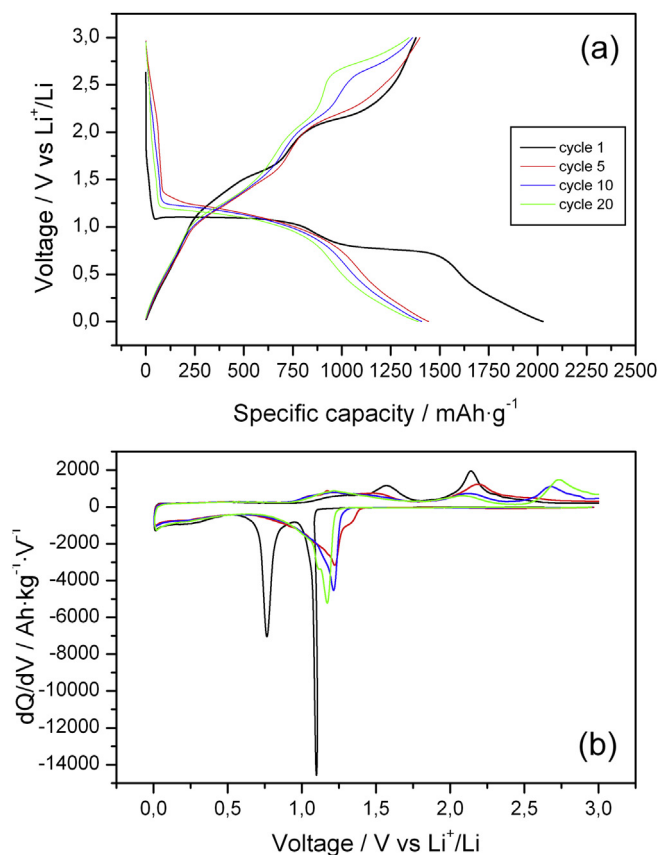 (a)
3,0
2,5
2,0
1,5
1,0
0,5
0,0
Voltage / V vs Li⁺/Li
cycle 1
cycle 5
cycle 10
cycle 20
0 250 500 750 1000 1250 1500 1750 2000 2250 2500
Specific capacity / mAh·g⁻¹
2000
0
-2000
-4000
-6000
-8000
-10000
-12000
-14000
dQ/dV / Ah·kg⁻¹·V⁻¹
(b)
0,0 0,5 1,0 1,5 2,0 2,5 3,0
Voltage / V vs Li⁺/Li